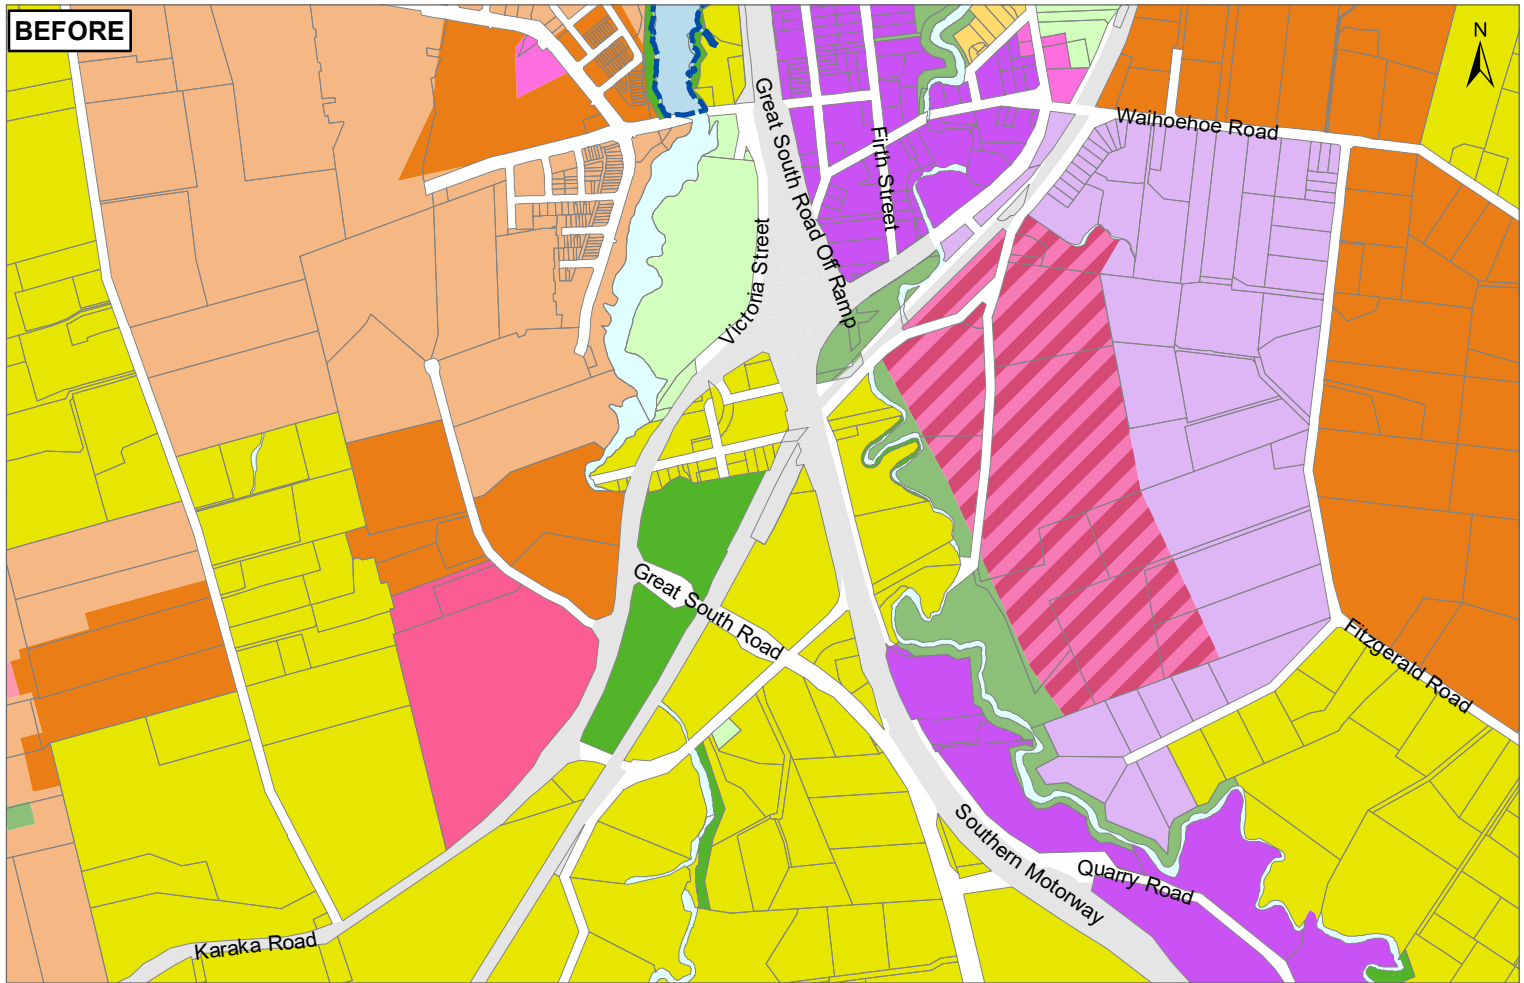 BEFORE
N
Waihoehoe Road
Great South Road Off Ramp
Firth Street
Victoria Street
Great South Road
Fitzgerald Road
Southern Motorway
Quarry Road
Karaka Road